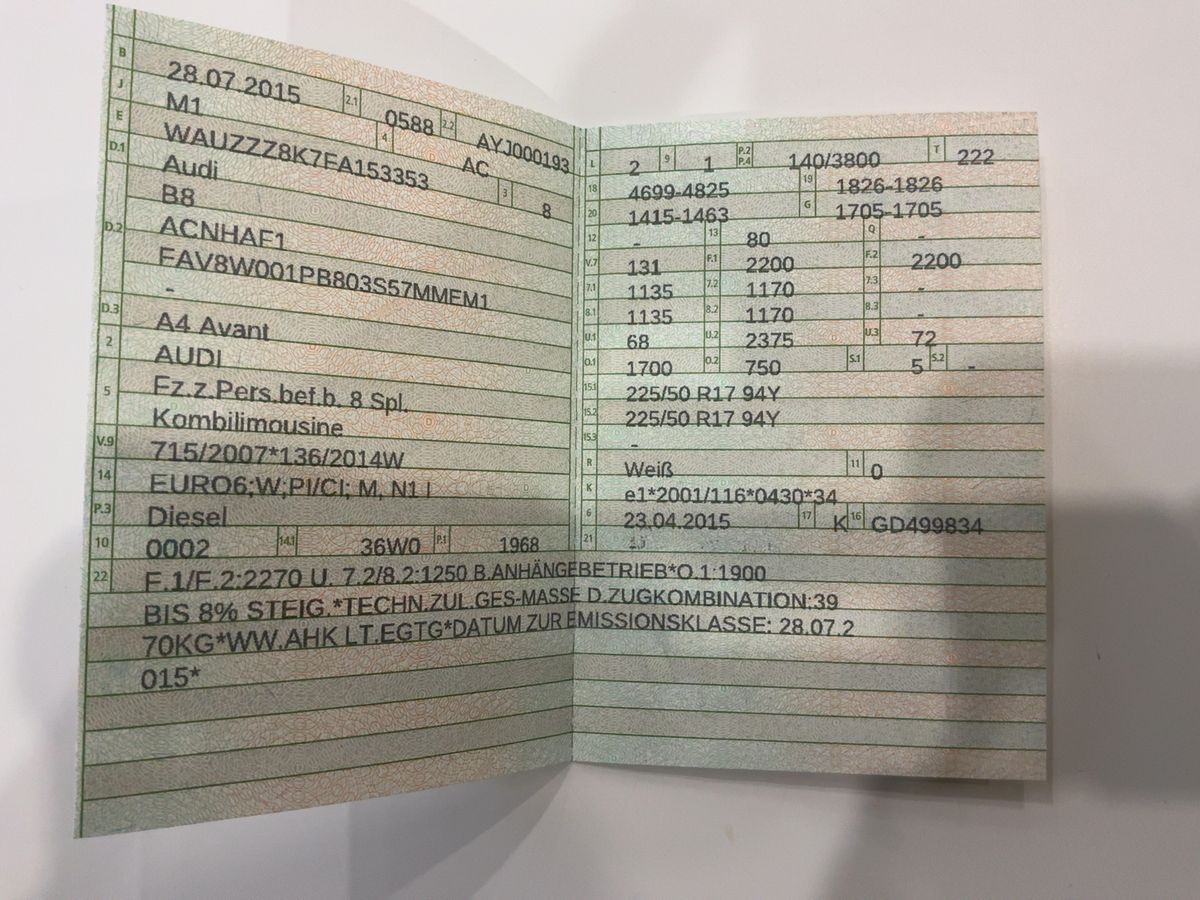 B 28.07.2015 2.1 0588 2.2 AYJ000193
J M1 4 AC
E WAUZZZ8K7FA153353 3 8
D.1 Audi
B8
D.2 ACNHAF1
FAV8W001PB803S57MMEM1
-
D.3 A4 Avant
2 AUDI
5 Fz.z.Pers.bef.b. 8 Spl.
Kombilimousine
V.9 715/2007*136/2014W
14 EURO6;W;PI/CI; M, N1 I
P.3 Diesel
10 0002 14.1 36W0 P.1 1968
L 2 9 1 P.2 P.4 140/3800 T 222
18 4699-4825 19 1826-1826
20 1415-1463 G 1705-1705
12 - 13 80 Q -
V.7 131 F.1 2200 F.2 2200
7.1 1135 7.2 1170 7.3 -
8.1 1135 8.2 1170 8.3 -
U.1 68 U.2 2375 U.3 72
O.1 1700 O.2 750 S.1 5 S.2 -
15.1 225/50 R17 94Y
15.2 225/50 R17 94Y
15.3 -
R Weiß 11 0
K e1*2001/116*0430*34
6 23.04.2015 17 K 16 GD499834
21
22 F.1/F.2:2270 U. 7.2/8.2:1250 B.ANHÄNGEBETRIEB*O.1:1900
BIS 8% STEIG.*TECHN.ZUL.GES-MASSE D.ZUGKOMBINATION:39
70KG*WW.AHK LT.EGTG*DATUM ZUR EMISSIONSKLASSE: 28.07.2
015*